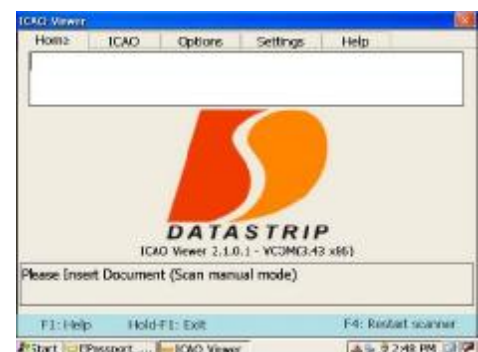 ICAO Viewer
Home ICAO Options Settings Help
DATASTRIP
ICAO Viewer 2.1.0.1 - VC3M(3.43 x86)
Please Insert Document (Scan manual mode)
F1: Help Hold-F1: Exit F4: Restart scanner
Start EPassport ... ICAO Viewer 2:48 PM